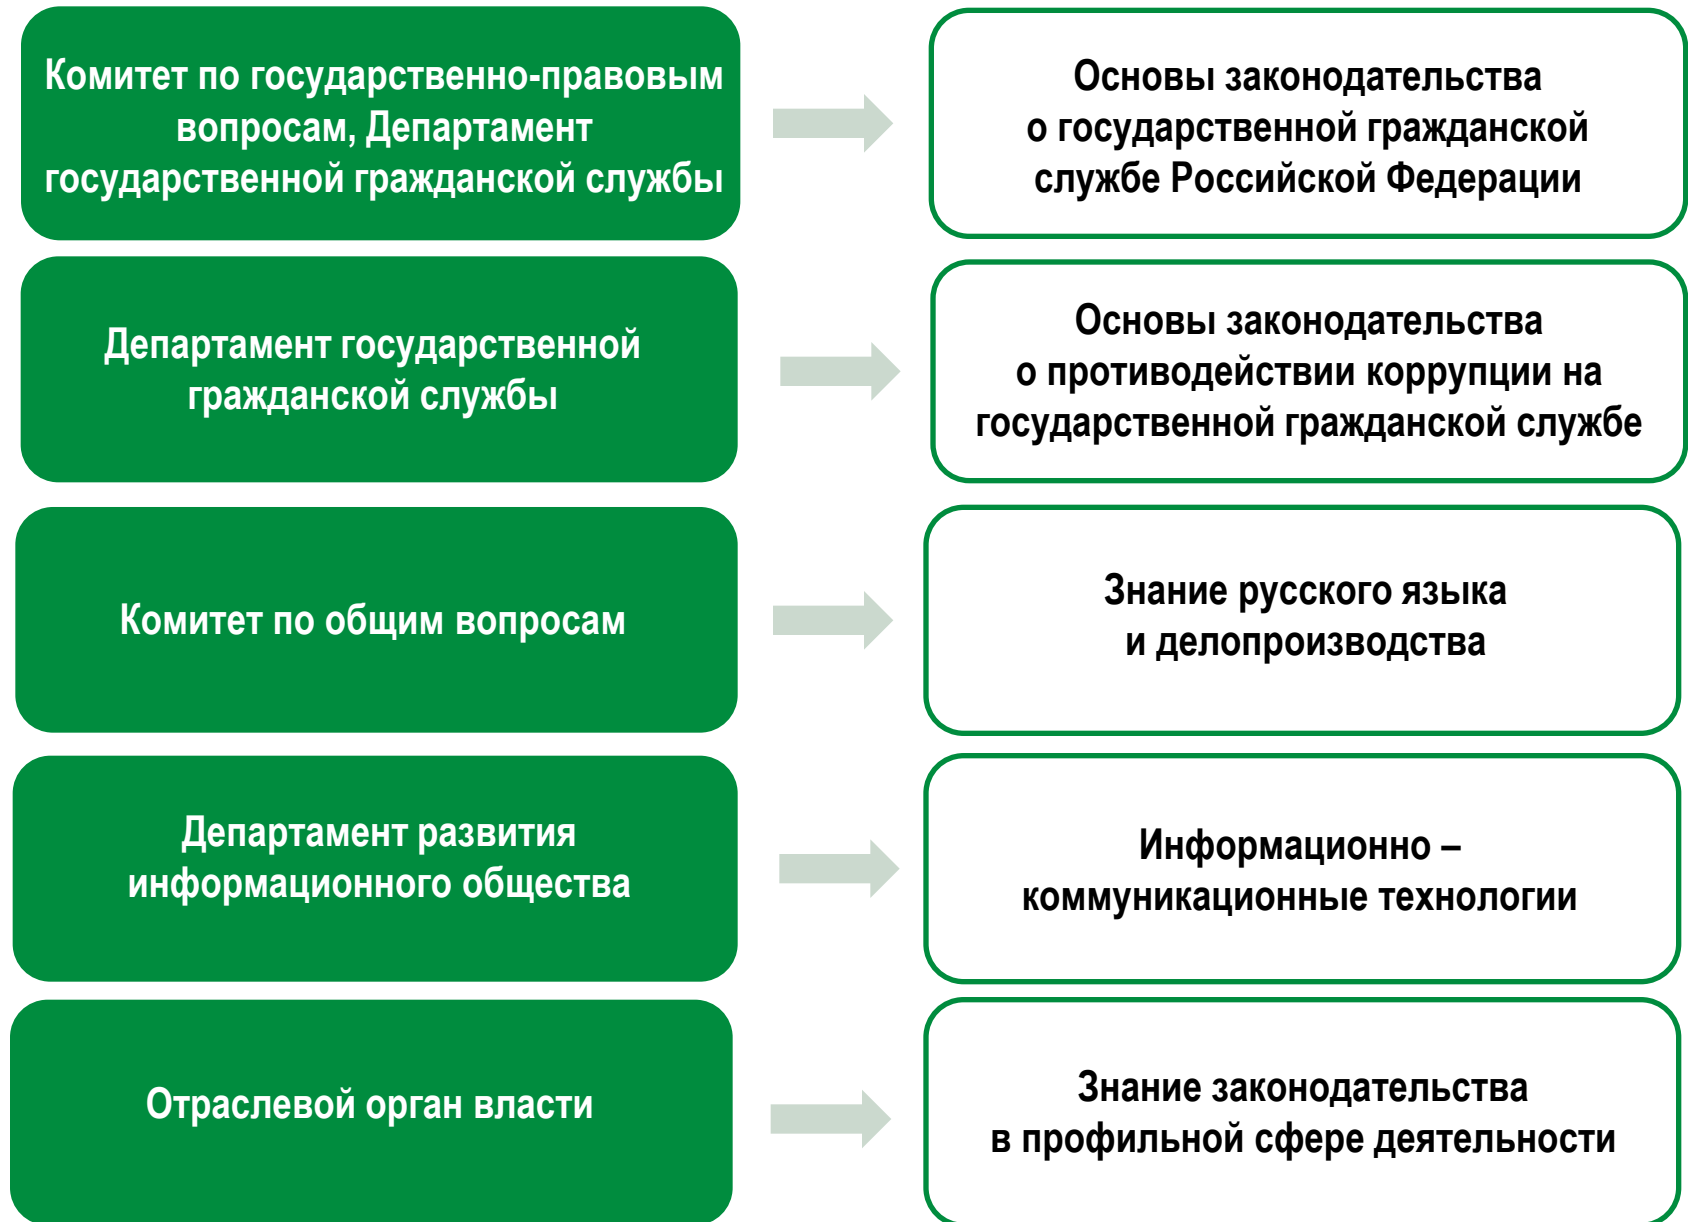 Комитет по государственно-правовым
вопросам, Департамент
государственной гражданской службы
Основы законодательства
о государственной гражданской
службе Российской Федерации
Департамент государственной
гражданской службы
Основы законодательства
о противодействии коррупции на
государственной гражданской службе
Комитет по общим вопросам
Знание русского языка
и делопроизводства
Департамент развития
информационного общества
Информационно –
коммуникационные технологии
Отраслевой орган власти
Знание законодательства
в профильной сфере деятельности